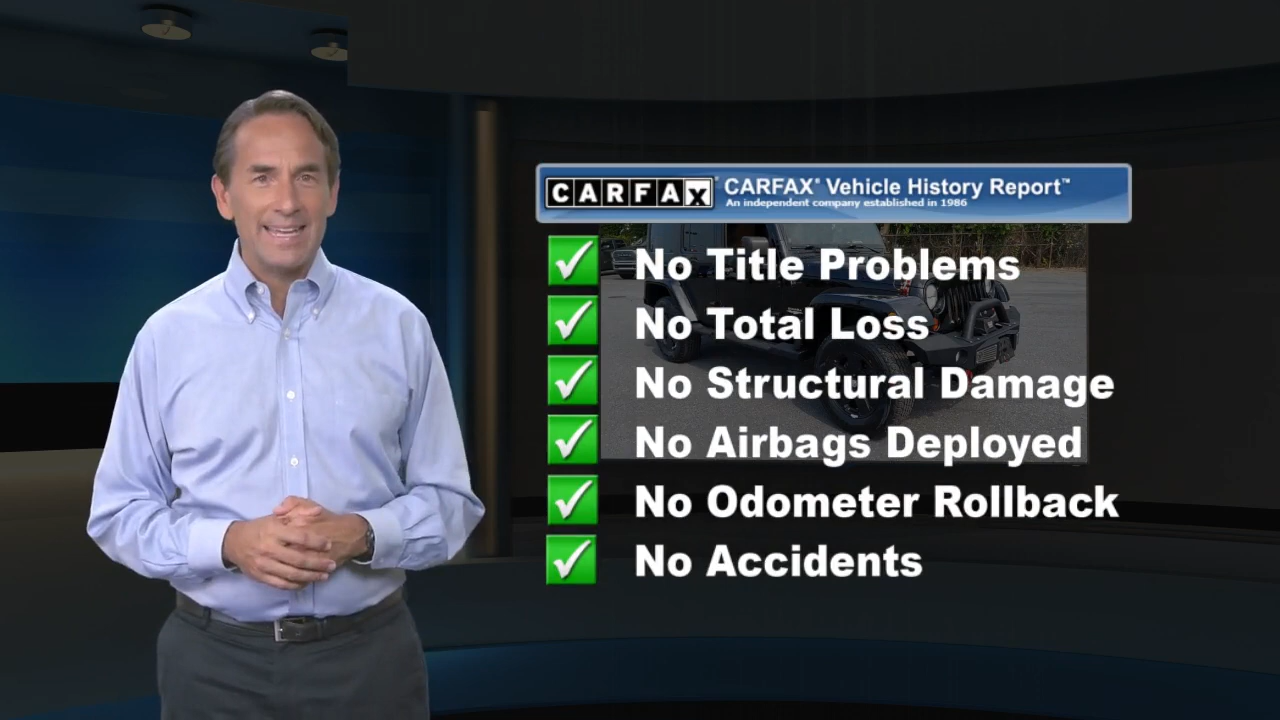 CARFAX® CARFAX® Vehicle History Report™
An independent company established in 1986
No Title Problems
No Total Loss
No Structural Damage
No Airbags Deployed
No Odometer Rollback
No Accidents